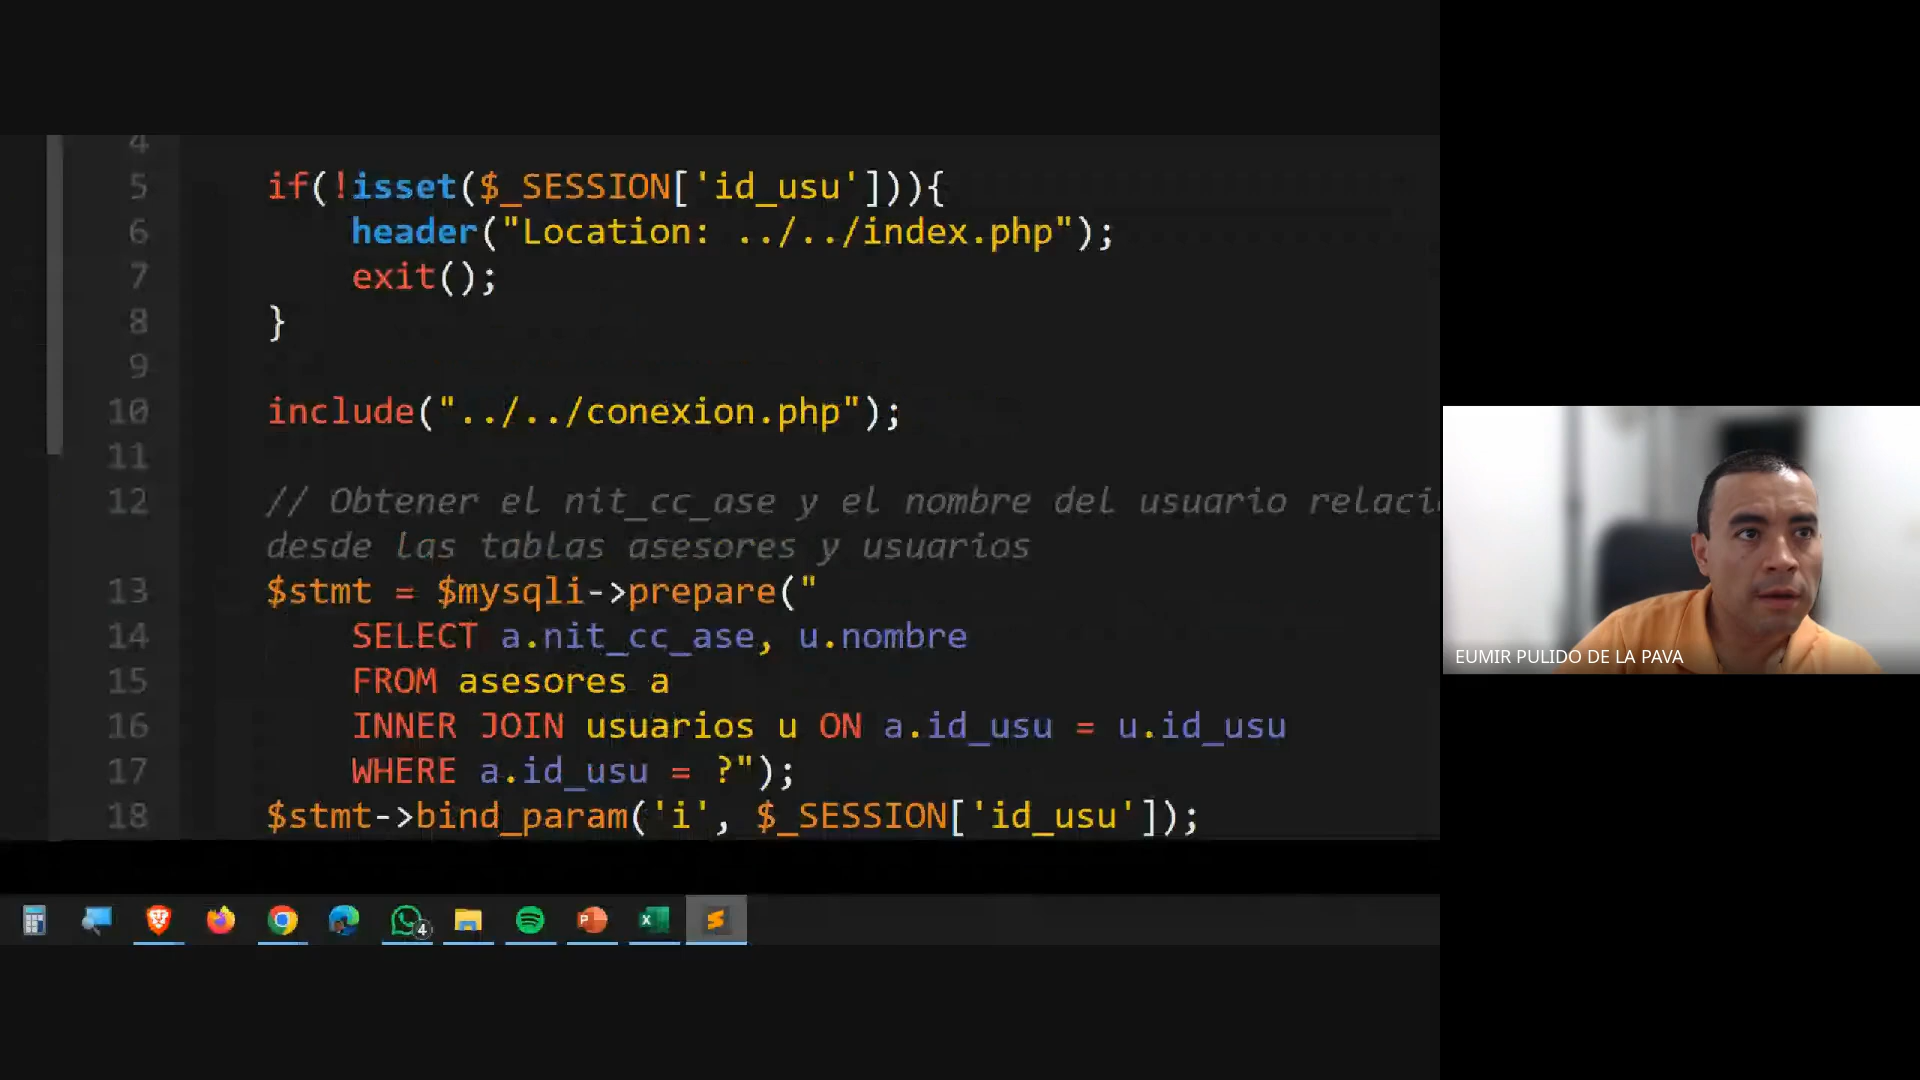 4
5 if(!isset($_SESSION['id_usu'])){
6 header("Location: ../../index.php");
7 exit();
8 }
9
10 include("../../conexion.php");
11
12 // Obtener el nit_cc_ase y el nombre del usuario relaci
desde las tablas asesores y usuarios
13 $stmt = $mysqli->prepare("
14 SELECT a.nit_cc_ase, u.nombre
15 FROM asesores a
16 INNER JOIN usuarios u ON a.id_usu = u.id_usu
17 WHERE a.id_usu = ?");
18 $stmt->bind_param('i', $_SESSION['id_usu']);
EUMIR PULIDO DE LA PAVA
4